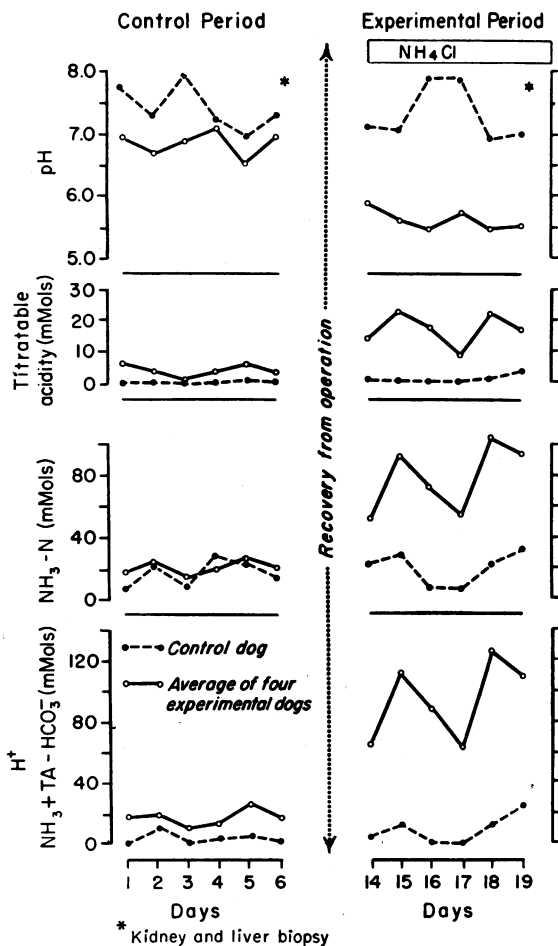 Control Period
Experimental Period
NH4Cl
8.0
7.0
6.0
5.0
pH
*
*
30
20
10
0
Titratable
acidity (mMols)
80
40
0
NH3-N (mMols)
Recovery from operation
Control dog
Average of four
experimental dogs
120
80
40
0
H+
NH3+TA-HCO3- (mMols)
1 2 3 4 5 6
14 15 16 17 18 19
Days
Days
* Kidney and liver biopsy